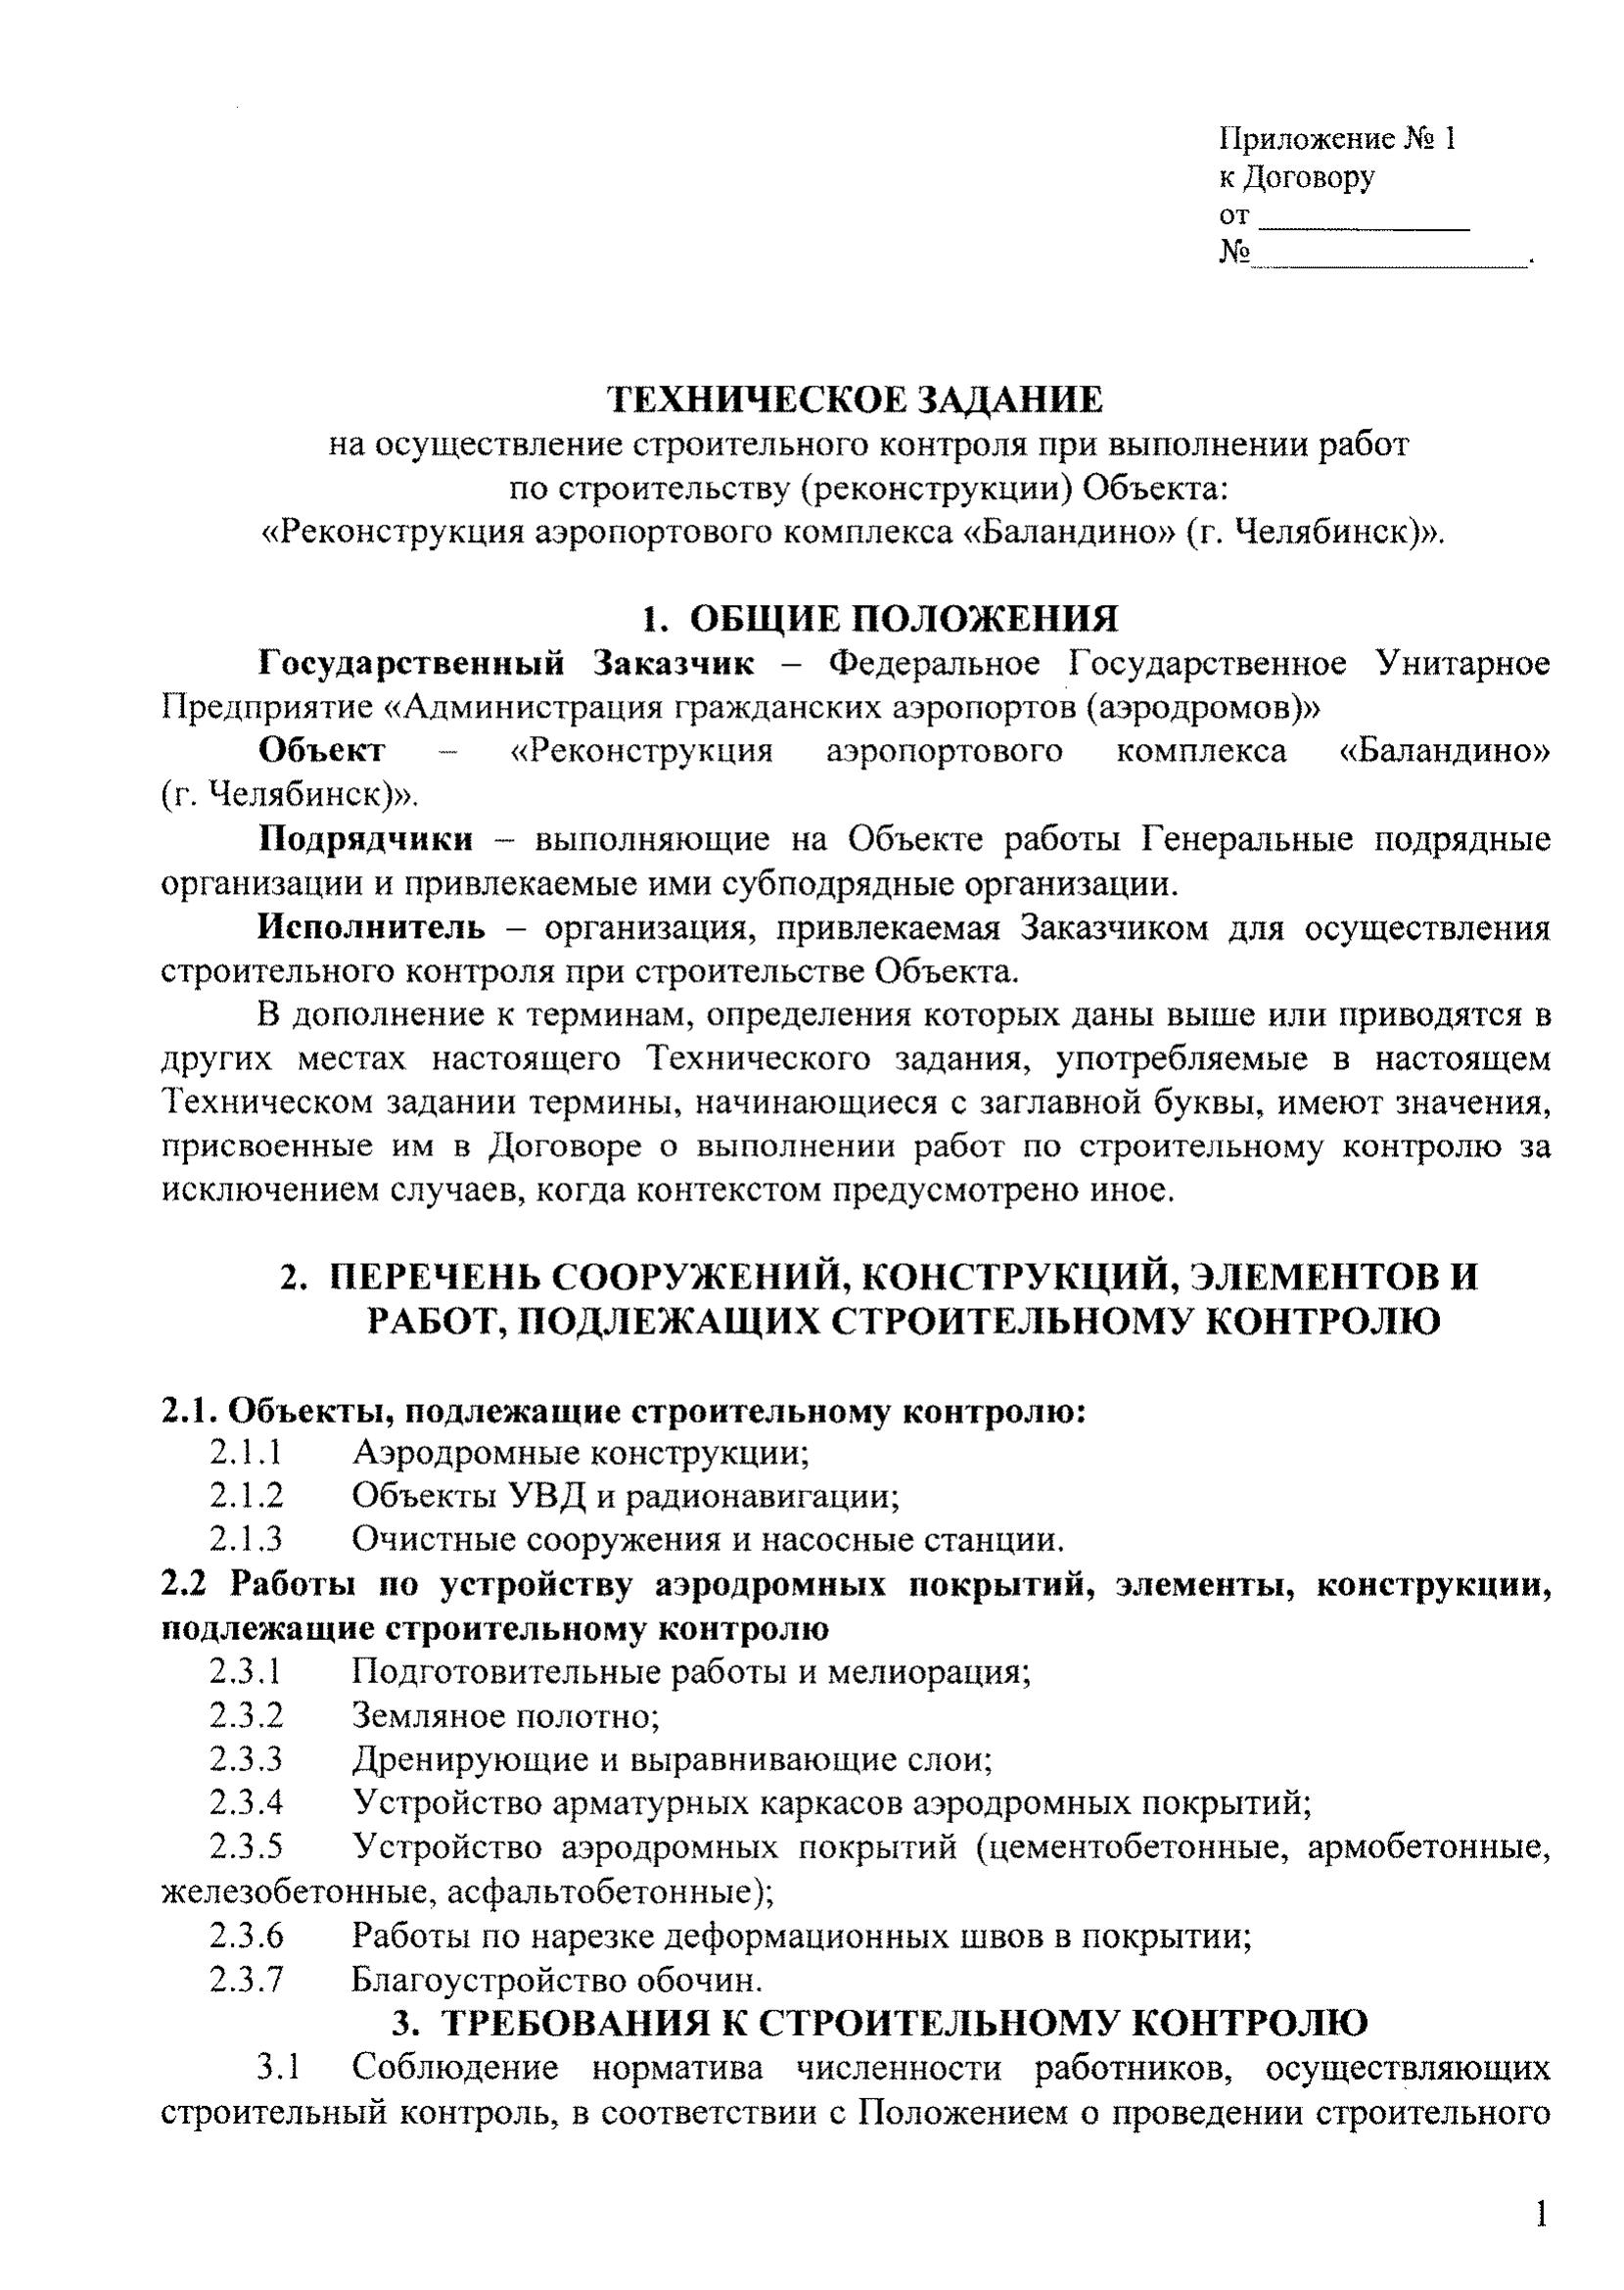 Приложение № 1
к Договору
от ____________
№________________.
ТЕХНИЧЕСКОЕ ЗАДАНИЕ
на осуществление строительного контроля при выполнении работ
по строительству (реконструкции) Объекта:
«Реконструкция аэропортового комплекса «Баландино» (г. Челябинск)».
1. ОБЩИЕ ПОЛОЖЕНИЯ
Государственный Заказчик – Федеральное Государственное Унитарное
Предприятие «Администрация гражданских аэропортов (аэродромов)»
Объект – «Реконструкция аэропортового комплекса «Баландино»
(г. Челябинск)».
Подрядчики – выполняющие на Объекте работы Генеральные подрядные
организации и привлекаемые ими субподрядные организации.
Исполнитель – организация, привлекаемая Заказчиком для осуществления
строительного контроля при строительстве Объекта.
В дополнение к терминам, определения которых даны выше или приводятся в
других местах настоящего Технического задания, употребляемые в настоящем
Техническом задании термины, начинающиеся с заглавной буквы, имеют значения,
присвоенные им в Договоре о выполнении работ по строительному контролю за
исключением случаев, когда контекстом предусмотрено иное.
2. ПЕРЕЧЕНЬ СООРУЖЕНИЙ, КОНСТРУКЦИЙ, ЭЛЕМЕНТОВ И
РАБОТ, ПОДЛЕЖАЩИХ СТРОИТЕЛЬНОМУ КОНТРОЛЮ
2.1. Объекты, подлежащие строительному контролю:
2.1.1 Аэродромные конструкции;
2.1.2 Объекты УВД и радионавигации;
2.1.3 Очистные сооружения и насосные станции.
2.2 Работы по устройству аэродромных покрытий, элементы, конструкции,
подлежащие строительному контролю
2.3.1 Подготовительные работы и мелиорация;
2.3.2 Земляное полотно;
2.3.3 Дренирующие и выравнивающие слои;
2.3.4 Устройство арматурных каркасов аэродромных покрытий;
2.3.5 Устройство аэродромных покрытий (цементобетонные, армобетонные,
железобетонные, асфальтобетонные);
2.3.6 Работы по нарезке деформационных швов в покрытии;
2.3.7 Благоустройство обочин.
3. ТРЕБОВАНИЯ К СТРОИТЕЛЬНОМУ КОНТРОЛЮ
3.1 Соблюдение норматива численности работников, осуществляющих
строительный контроль, в соответствии с Положением о проведении строительного
1